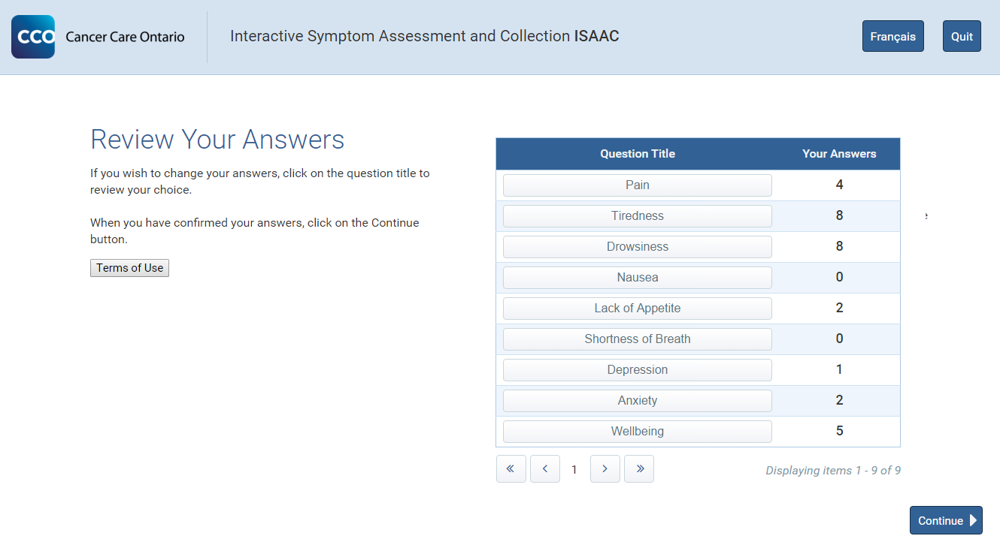 CCO Cancer Care Ontario
Interactive Symptom Assessment and Collection ISAAC
Français
Quit
Review Your Answers
If you wish to change your answers, click on the question title to
review your choice.
When you have confirmed your answers, click on the Continue
button.
Terms of Use
Question Title Your Answers
Pain 4
Tiredness 8
Drowsiness 8
Nausea 0
Lack of Appetite 2
Shortness of Breath 0
Depression 1
Anxiety 2
Wellbeing 5
« ‹ 1 › »
Displaying items 1 - 9 of 9
Continue